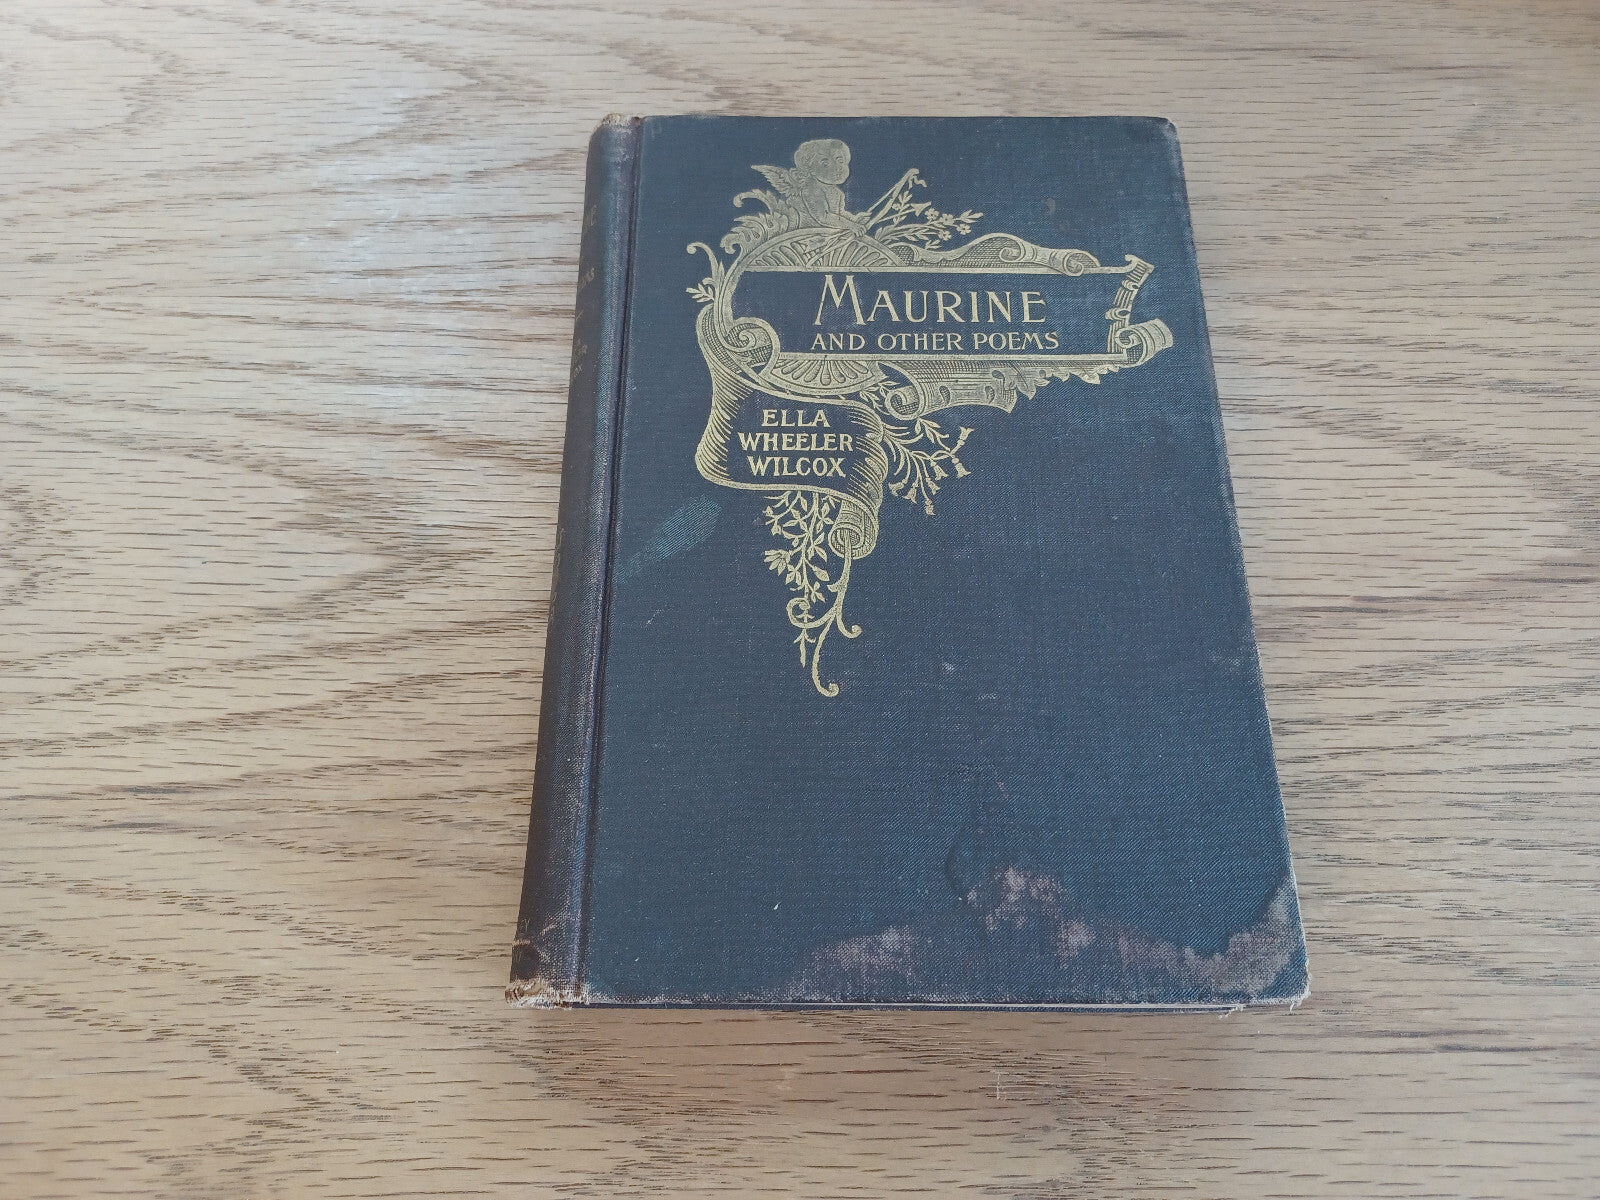 MAURINE
AND OTHER POEMS
ELLA
WHEELER
WILCOX